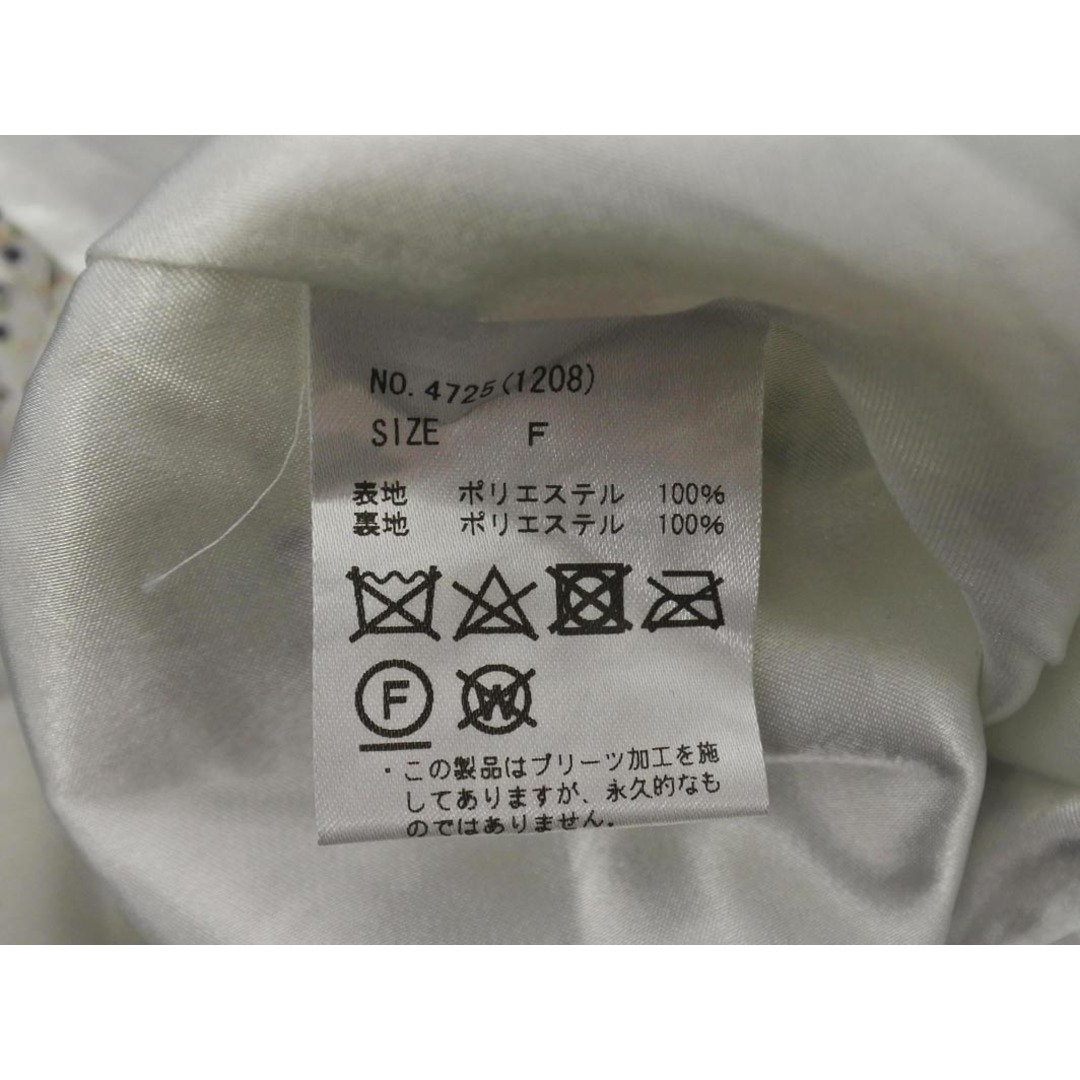 NO. 4725(1208)
SIZE F
表地 ポリエステル 100%
裏地 ポリエステル 100%
F W
・この製品はプリーツ加工を施
してありますが、永久的なも
のではありません。